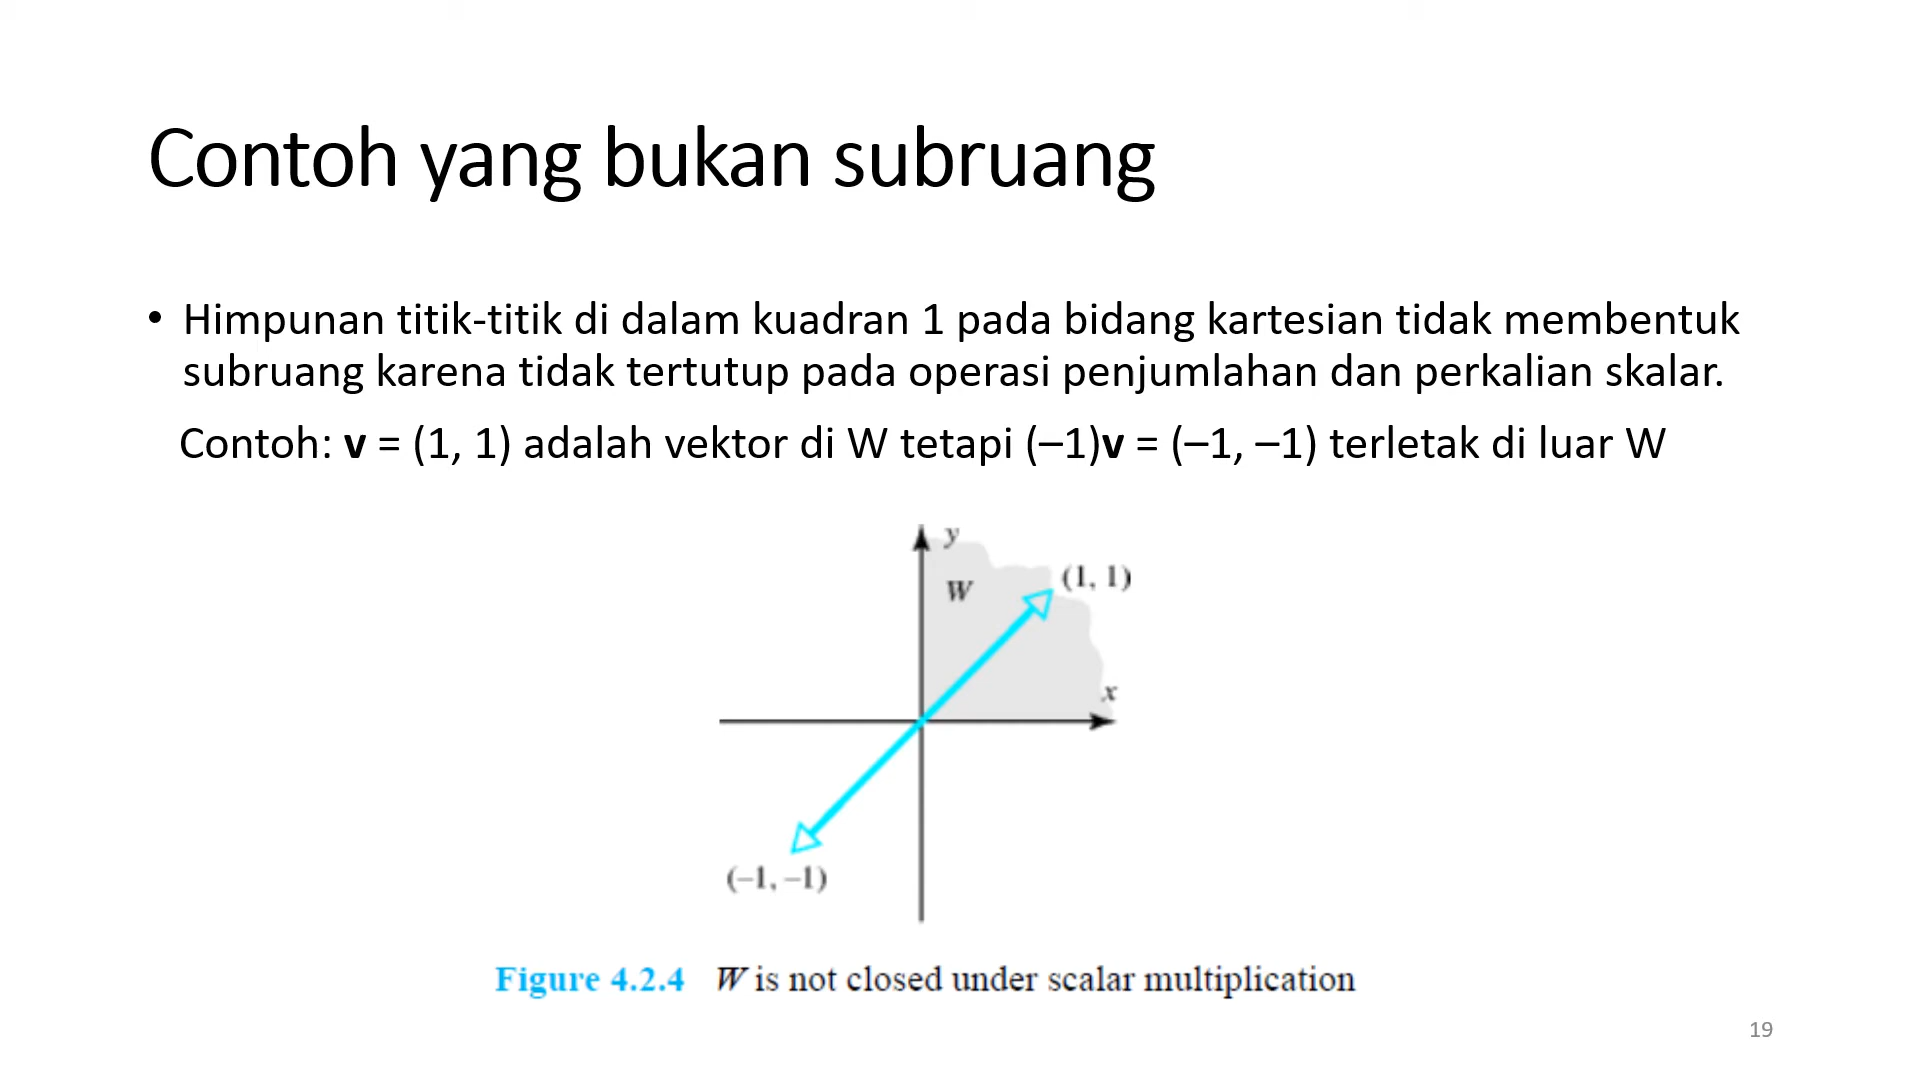 Contoh yang bukan subruang
• Himpunan titik-titik di dalam kuadran 1 pada bidang kartesian tidak membentuk
subruang karena tidak tertutup pada operasi penjumlahan dan perkalian skalar.
Contoh: v = (1, 1) adalah vektor di W tetapi (–1)v = (–1, –1) terletak di luar W
y
W
(1, 1)
x
(–1, –1)
Figure 4.2.4 W is not closed under scalar multiplication
19